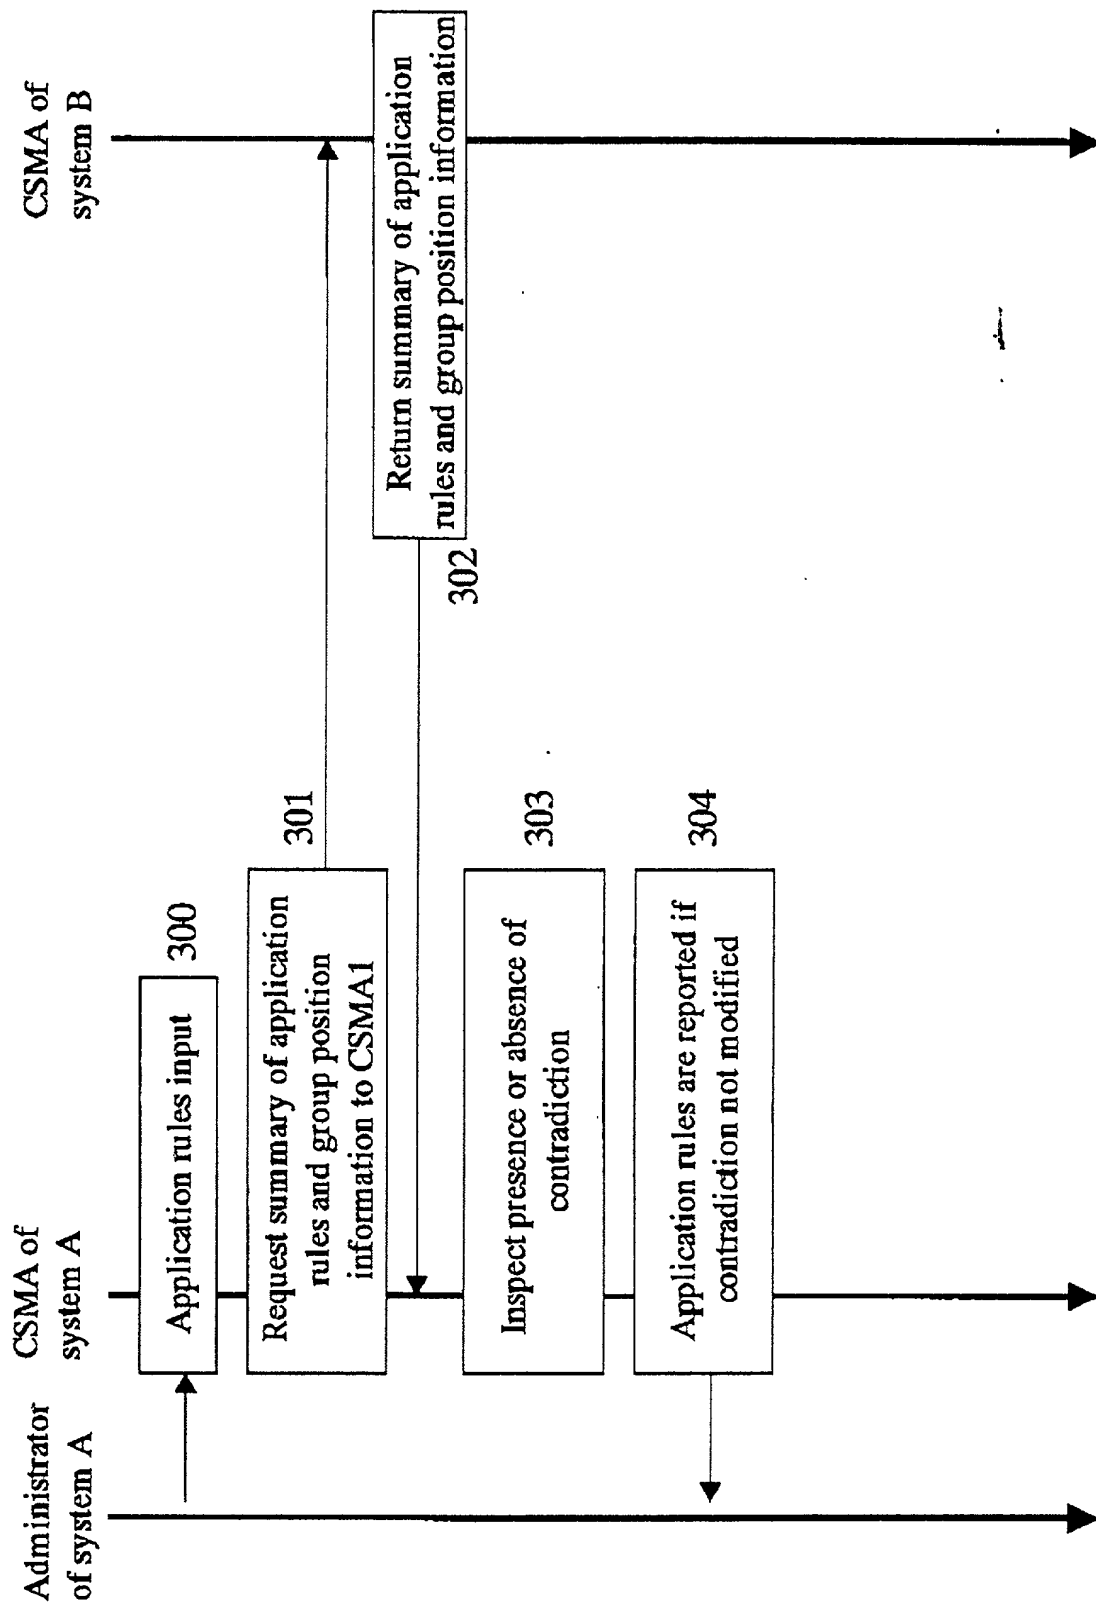 Administrator
of system A
CSMA of
system A
CSMA of
system B
Application rules input
300
Request summary of application
rules and group position
information to CSMA1
301
Return summary of application
rules and group position information
302
Inspect presence or absence of
contradiction
303
Application rules are reported if
contradiction not modified
304